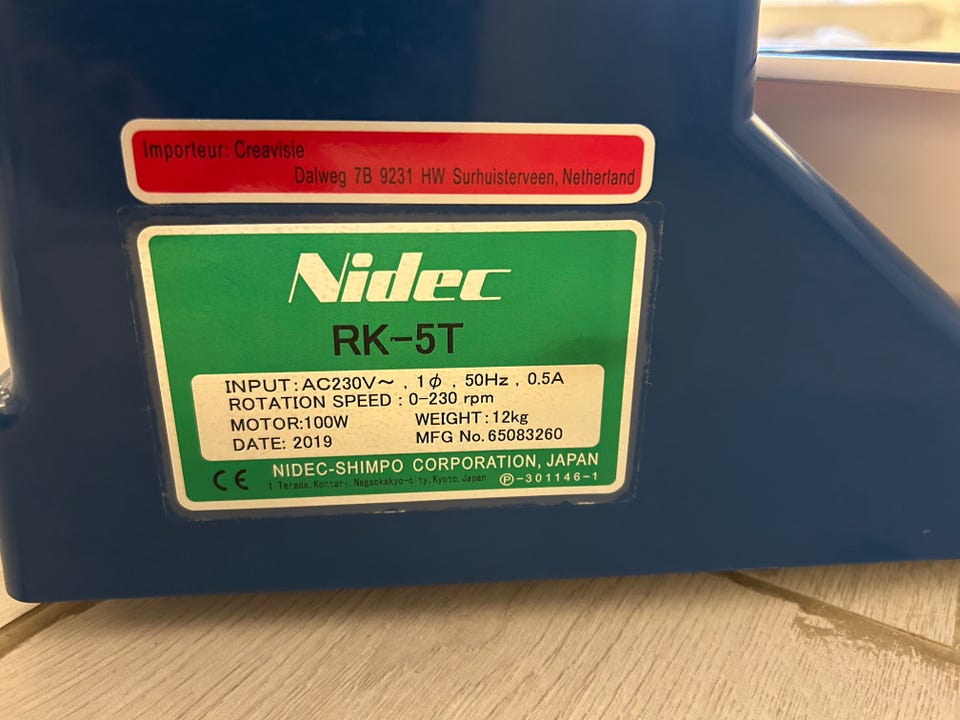 Importeur: Creavisie
Dalweg 7B 9231 HW Surhuisterveen, Netherland
Nidec
RK-5T
INPUT:AC230V~ , 1ϕ , 50Hz , 0.5A
ROTATION SPEED : 0-230 rpm
MOTOR:100W WEIGHT:12kg
DATE: 2019 MFG No.65083260
CE NIDEC-SHIMPO CORPORATION, JAPAN
1 Terada, Kontari, Nagaokakyo-city, Kyoto, Japan Ⓟ-301146-1